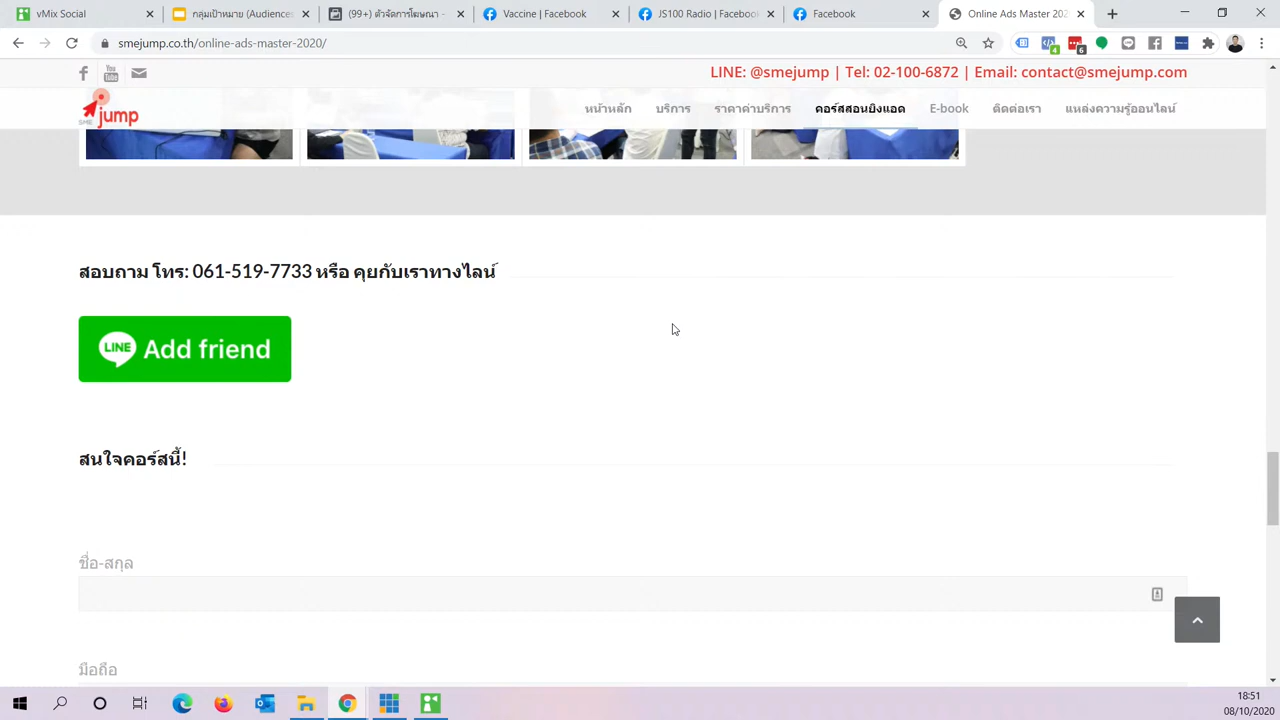 vMix Social
กลุ่มเป้าหมาย (Audiences
(99+) ตัวจัดการโฆษณา -
Vaccine | Facebook
JS100 Radio | Facebook
Facebook
Online Ads Master 202
smejump.co.th/online-ads-master-2020/
4
6
You
Tube
LINE: @smejump | Tel: 02-100-6872 | Email: contact@smejump.com
SME jump
หน้าหลัก
บริการ
ราคาค่าบริการ
คอร์สสอนยิงแอด
E-book
ติดต่อเรา
แหล่งความรู้ออนไลน์
สอบถาม โทร: 061-519-7733 หรือ คุยกับเราทางไลน์
LINE Add friend
สนใจคอร์สนี้!
ชื่อ-สกุล
มือถือ
18:51
08/10/2020